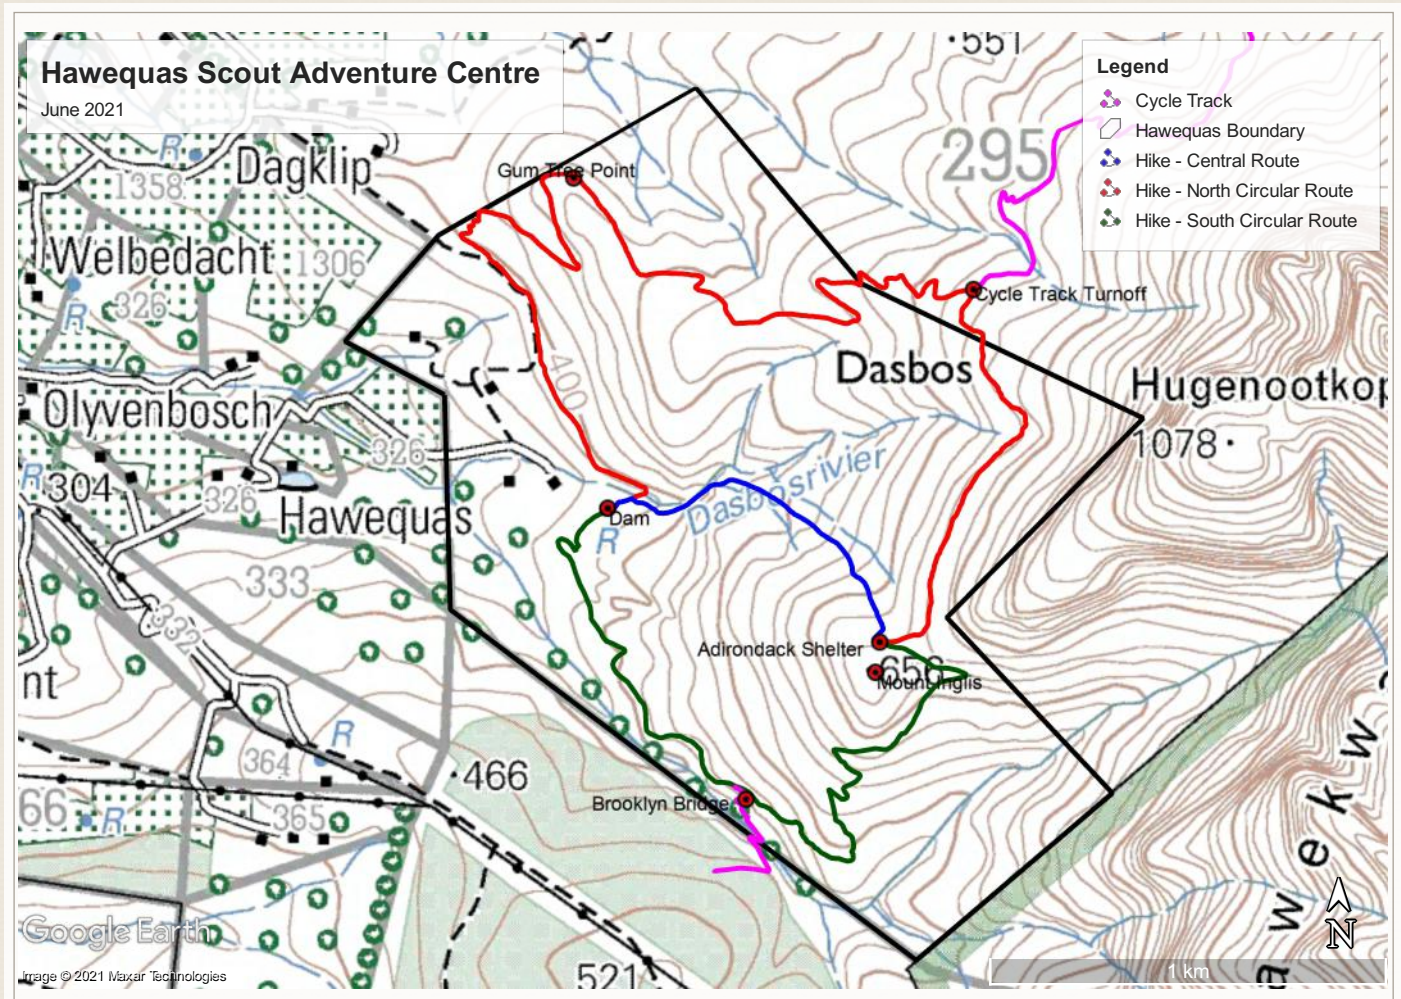 Hawequas Scout Adventure Centre
June 2021
551
Legend
Cycle Track
Hawequas Boundary
Hike - Central Route
Hike - North Circular Route
Hike - South Circular Route
295
R
Dagklip
1358
Gum Tree Point
Welbedacht
1306
326
R
Cycle Track Turnoff
400
Dasbos
Hugenootkop
1078
Olyvenbosch
326
R
304
326
Hawequas
Dasbosrivier
Dam
R
333
332
Adirondack Shelter
656
Mount Inglis
nt
R
364
466
Brooklyn Bridge
66
R
365
a w e k w
Google Earth
N
Image © 2021 Maxar Technologies
521
1 km